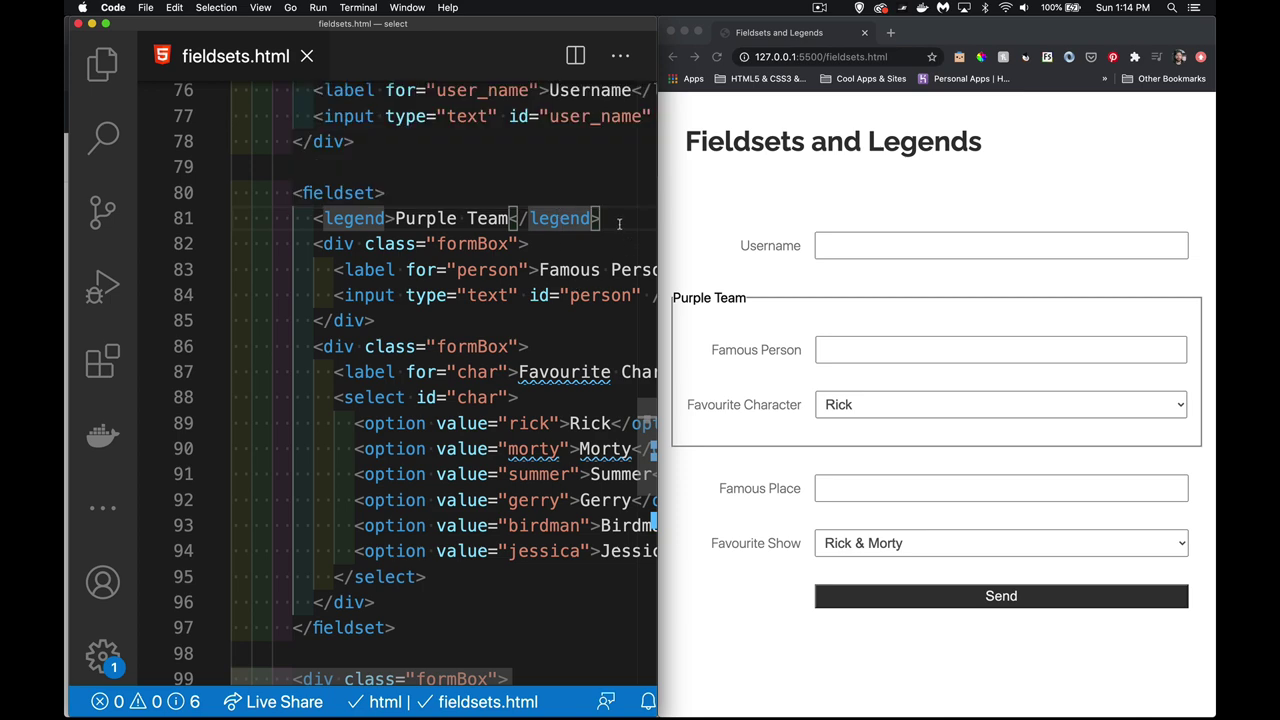 Code File Edit Selection View Go Run Terminal Window Help 100% Sun 1:14 PM
fieldsets.html — select
fieldsets.html
76 <label for="user_name">Username</
77 <input type="text" id="user_name"
78 </div>
79
80 <fieldset>
81 <legend>Purple Team</legend>
82 <div class="formBox">
83 <label for="person">Famous Perso
84 <input type="text" id="person" /
85 </div>
86 <div class="formBox">
87 <label for="char">Favourite Char
88 <select id="char">
89 <option value="rick">Rick</opt
90 <option value="morty">Morty</
91 <option value="summer">Summer<
92 <option value="gerry">Gerry</o
93 <option value="birdman">Birdm
94 <option value="jessica">Jessic
95 </select>
96 </div>
97 </fieldset>
98
99 <div class="formBox">
1
0 0 6 Live Share html fieldsets.html
Fieldsets and Legends
127.0.0.1:5500/fieldsets.html
Apps HTML5 & CSS3 &... Cool Apps & Sites Personal Apps | H... » Other Bookmarks
Fieldsets and Legends
Username
Purple Team
Famous Person
Favourite Character Rick
Famous Place
Favourite Show Rick & Morty
Send